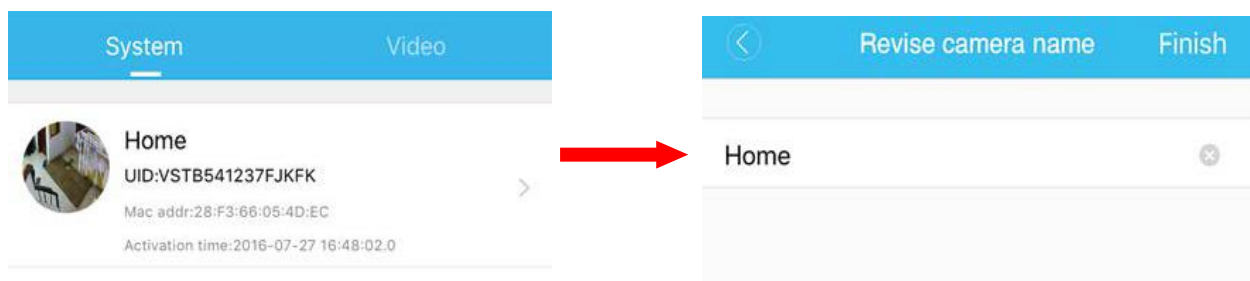 System Video
Home
UID:VSTB541237FJKFK
Mac addr:28:F3:66:05:4D:EC
Activation time:2016-07-27 16:48:02.0
Revise camera name Finish
Home